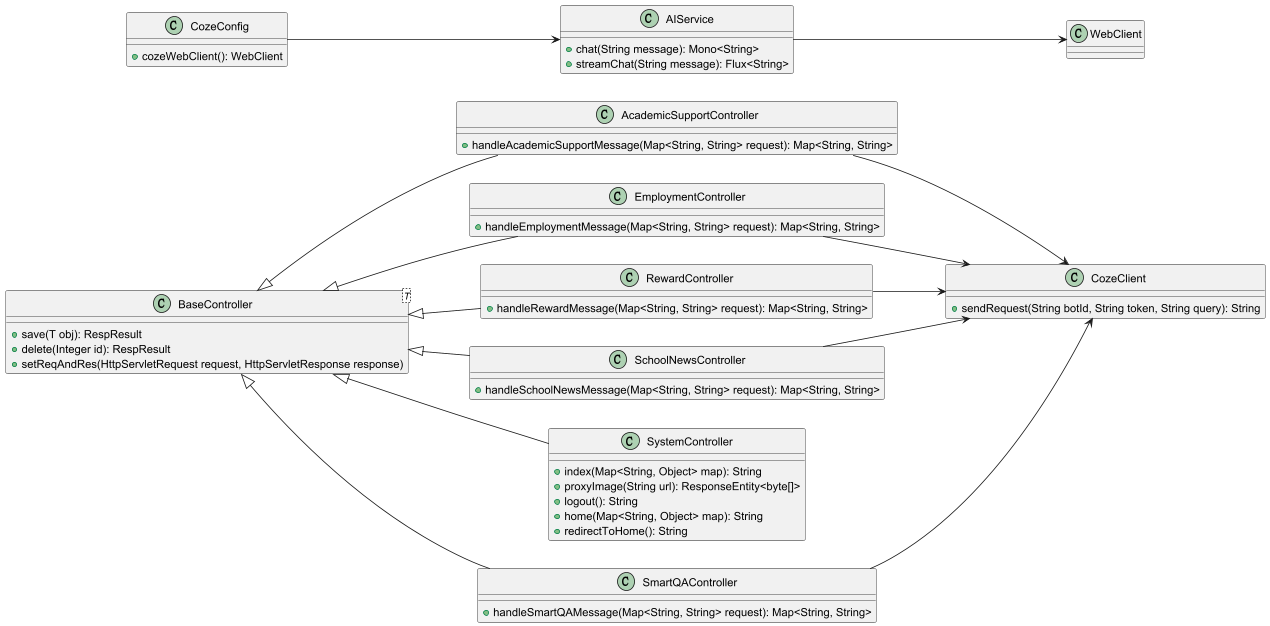 C CozeConfig
cozeWebClient(): WebClient
C AIService
chat(String message): Mono<String>
streamChat(String message): Flux<String>
C WebClient
C AcademicSupportController
handleAcademicSupportMessage(Map<String, String> request): Map<String, String>
C EmploymentController
handleEmploymentMessage(Map<String, String> request): Map<String, String>
C RewardController
handleRewardMessage(Map<String, String> request): Map<String, String>
C CozeClient
sendRequest(String botId, String token, String query): String
C BaseController
T
save(T obj): RespResult
delete(Integer id): RespResult
setReqAndRes(HttpServletRequest request, HttpServletResponse response)
C SchoolNewsController
handleSchoolNewsMessage(Map<String, String> request): Map<String, String>
C SystemController
index(Map<String, Object> map): String
proxyImage(String url): ResponseEntity<byte[]>
logout(): String
home(Map<String, Object> map): String
redirectToHome(): String
C SmartQAController
handleSmartQAMessage(Map<String, String> request): Map<String, String>